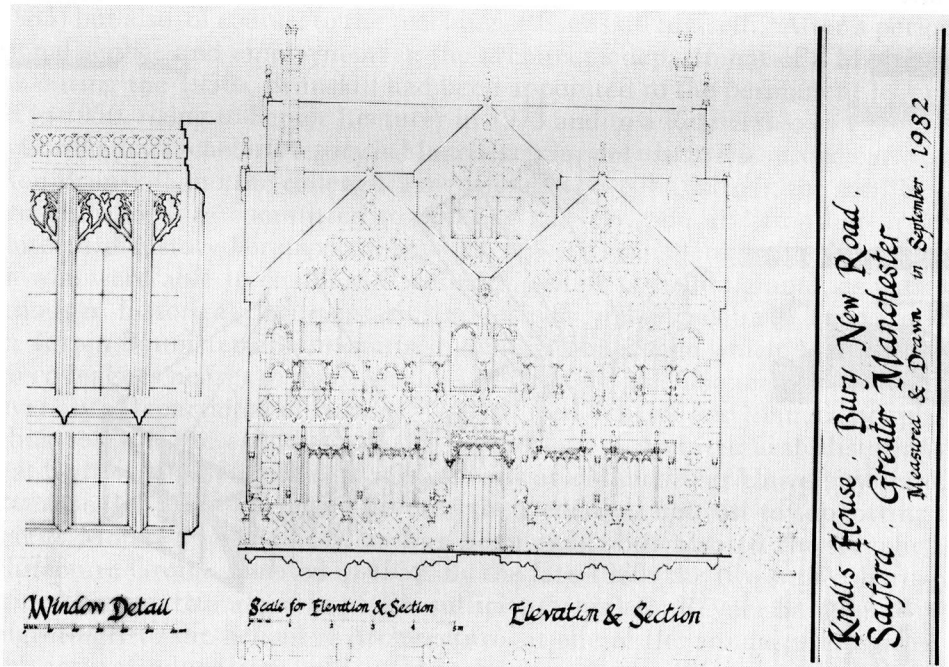 Window Detail
Scale for Elevation & Section
Elevatin & Section
Knolls House Bury New Road.
Salford Greater Manchester
Measured & Drawn in September. 1982